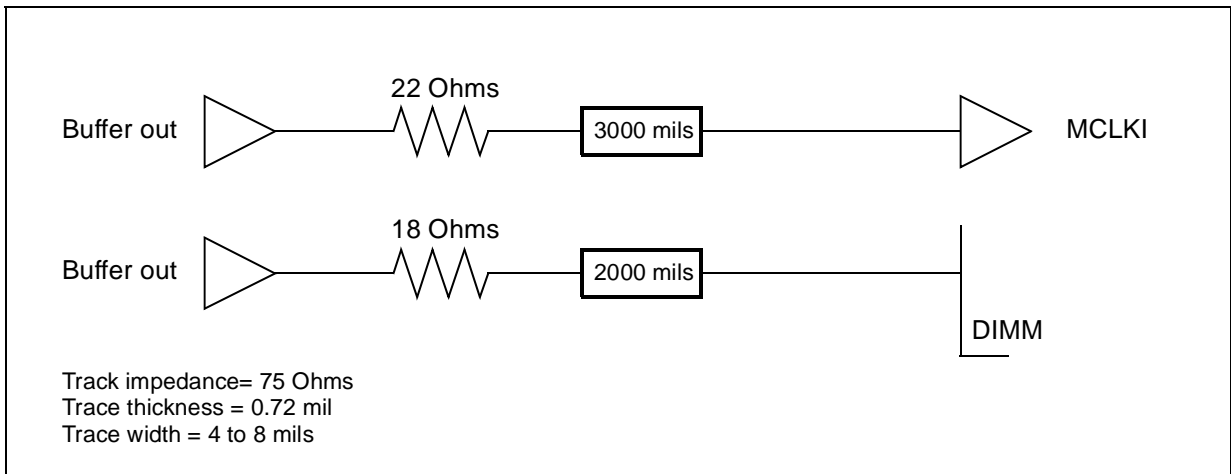 22 Ohms
Buffer out
3000 mils
MCLKI
18 Ohms
Buffer out
2000 mils
DIMM
Track impedance= 75 Ohms
Trace thickness = 0.72 mil
Trace width = 4 to 8 mils